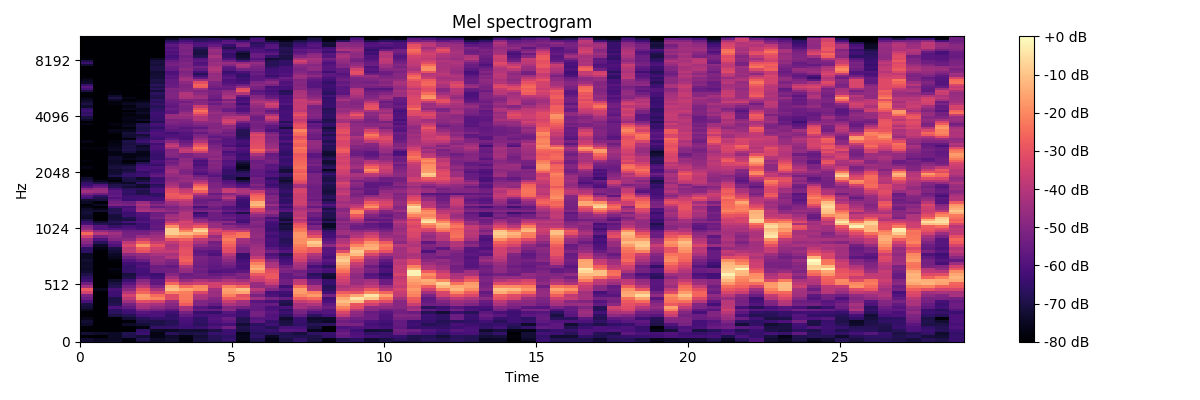 Mel spectrogram
Hz
8192
4096
2048
1024
512
0
0 5 10 15 20 25
Time
+0 dB
-10 dB
-20 dB
-30 dB
-40 dB
-50 dB
-60 dB
-70 dB
-80 dB